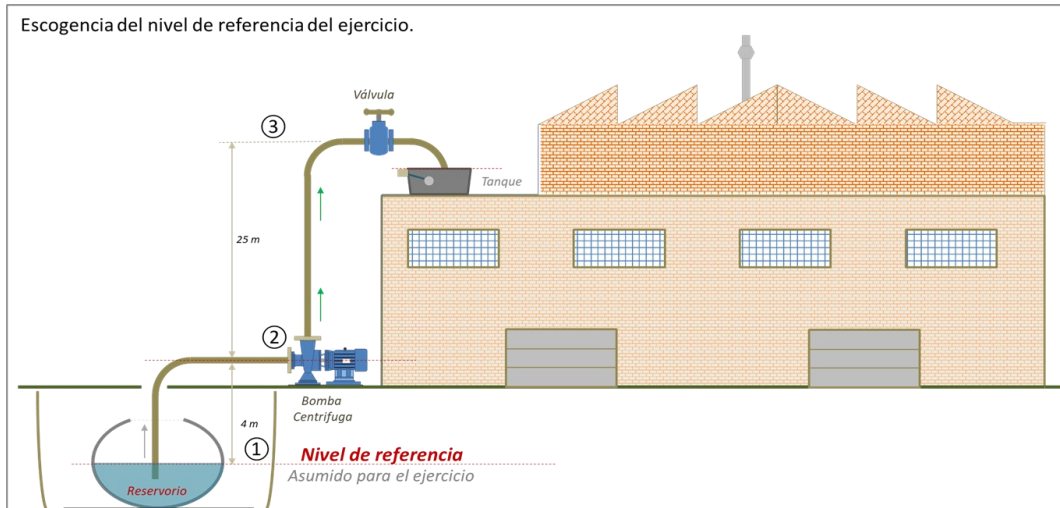 Escogencia del nivel de referencia del ejercicio.
Válvula
③
Tanque
25 m
②
Bomba
Centrifuga
4 m
①
Nivel de referencia
Asumido para el ejercicio
Reservorio